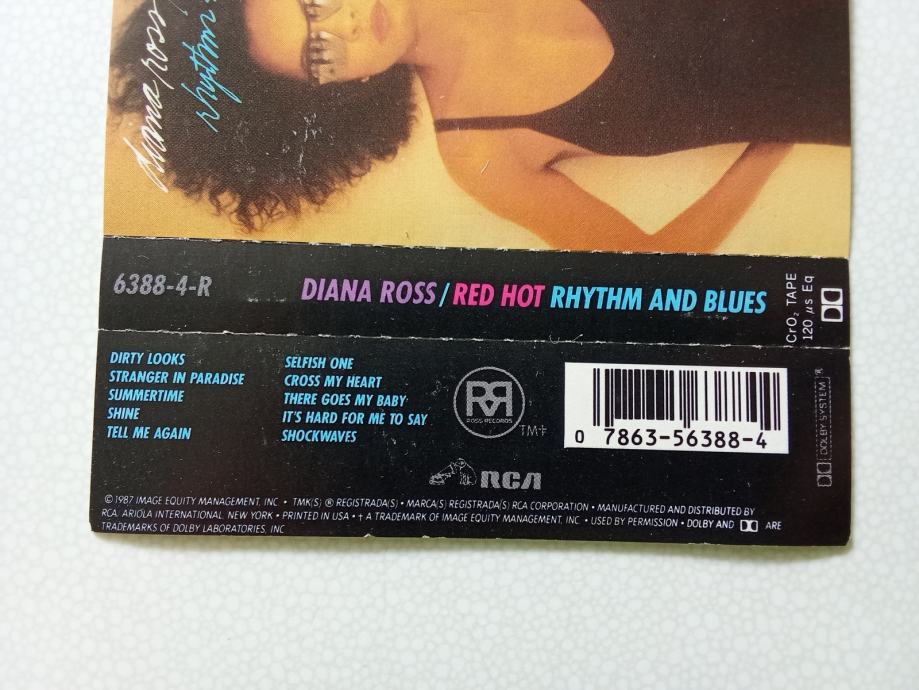 diana ross
rhythm
6388-4-R
DIANA ROSS/RED HOT RHYTHM AND BLUES
CrO₂ TAPE
120 μs Eq
DIRTY LOOKS
STRANGER IN PARADISE
SUMMERTIME
SHINE
TELL ME AGAIN
SELFISH ONE
CROSS MY HEART
THERE GOES MY BABY
IT'S HARD FOR ME TO SAY
SHOCKWAVES
RR
ROSS RECORDS
TM†
0 7863-56388-4
DOLBY SYSTEM®
RCA
©1987 IMAGE EQUITY MANAGEMENT, INC. • TMK(S) ® REGISTRADA(S) • MARCA(S) REGISTRADA(S) RCA CORPORATION • MANUFACTURED AND DISTRIBUTED BY
RCA. ARIOLA INTERNATIONAL, NEW YORK • PRINTED IN USA • † A TRADEMARK OF IMAGE EQUITY MANAGEMENT, INC. • USED BY PERMISSION • DOLBY AND ARE
TRADEMARKS OF DOLBY LABORATORIES, INC.